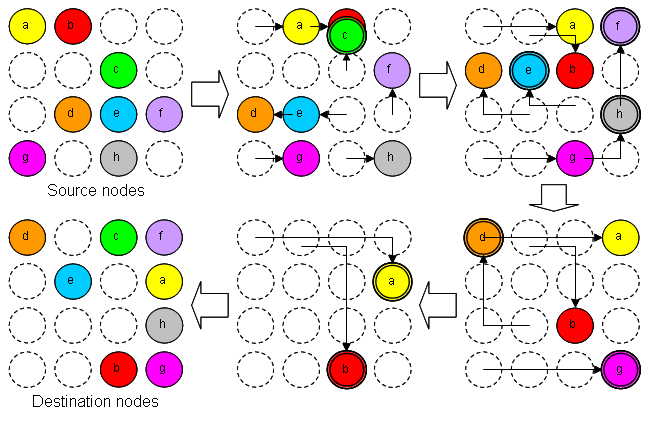 a b
c
d e f
g h
Source nodes
a c
f
d e
g h
a f
d e b
h
g
d c f
e a
h
b g
Destination nodes
a
b
d a
b
g